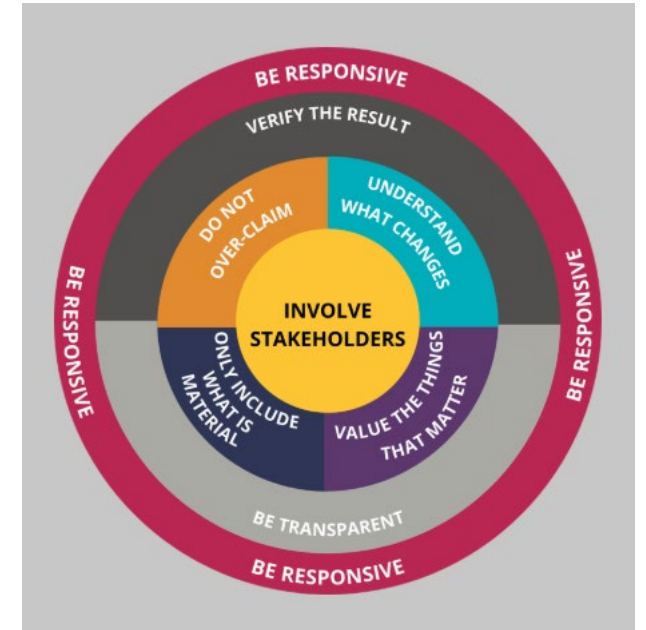 BE RESPONSIVE
VERIFY THE RESULT
DO NOT
OVER-CLAIM
UNDERSTAND
WHAT CHANGES
BE RESPONSIVE
INVOLVE
STAKEHOLDERS
BE RESPONSIVE
ONLY INCLUDE
WHAT IS
MATERIAL
VALUE THE THINGS
THAT MATTER
BE TRANSPARENT
BE RESPONSIVE